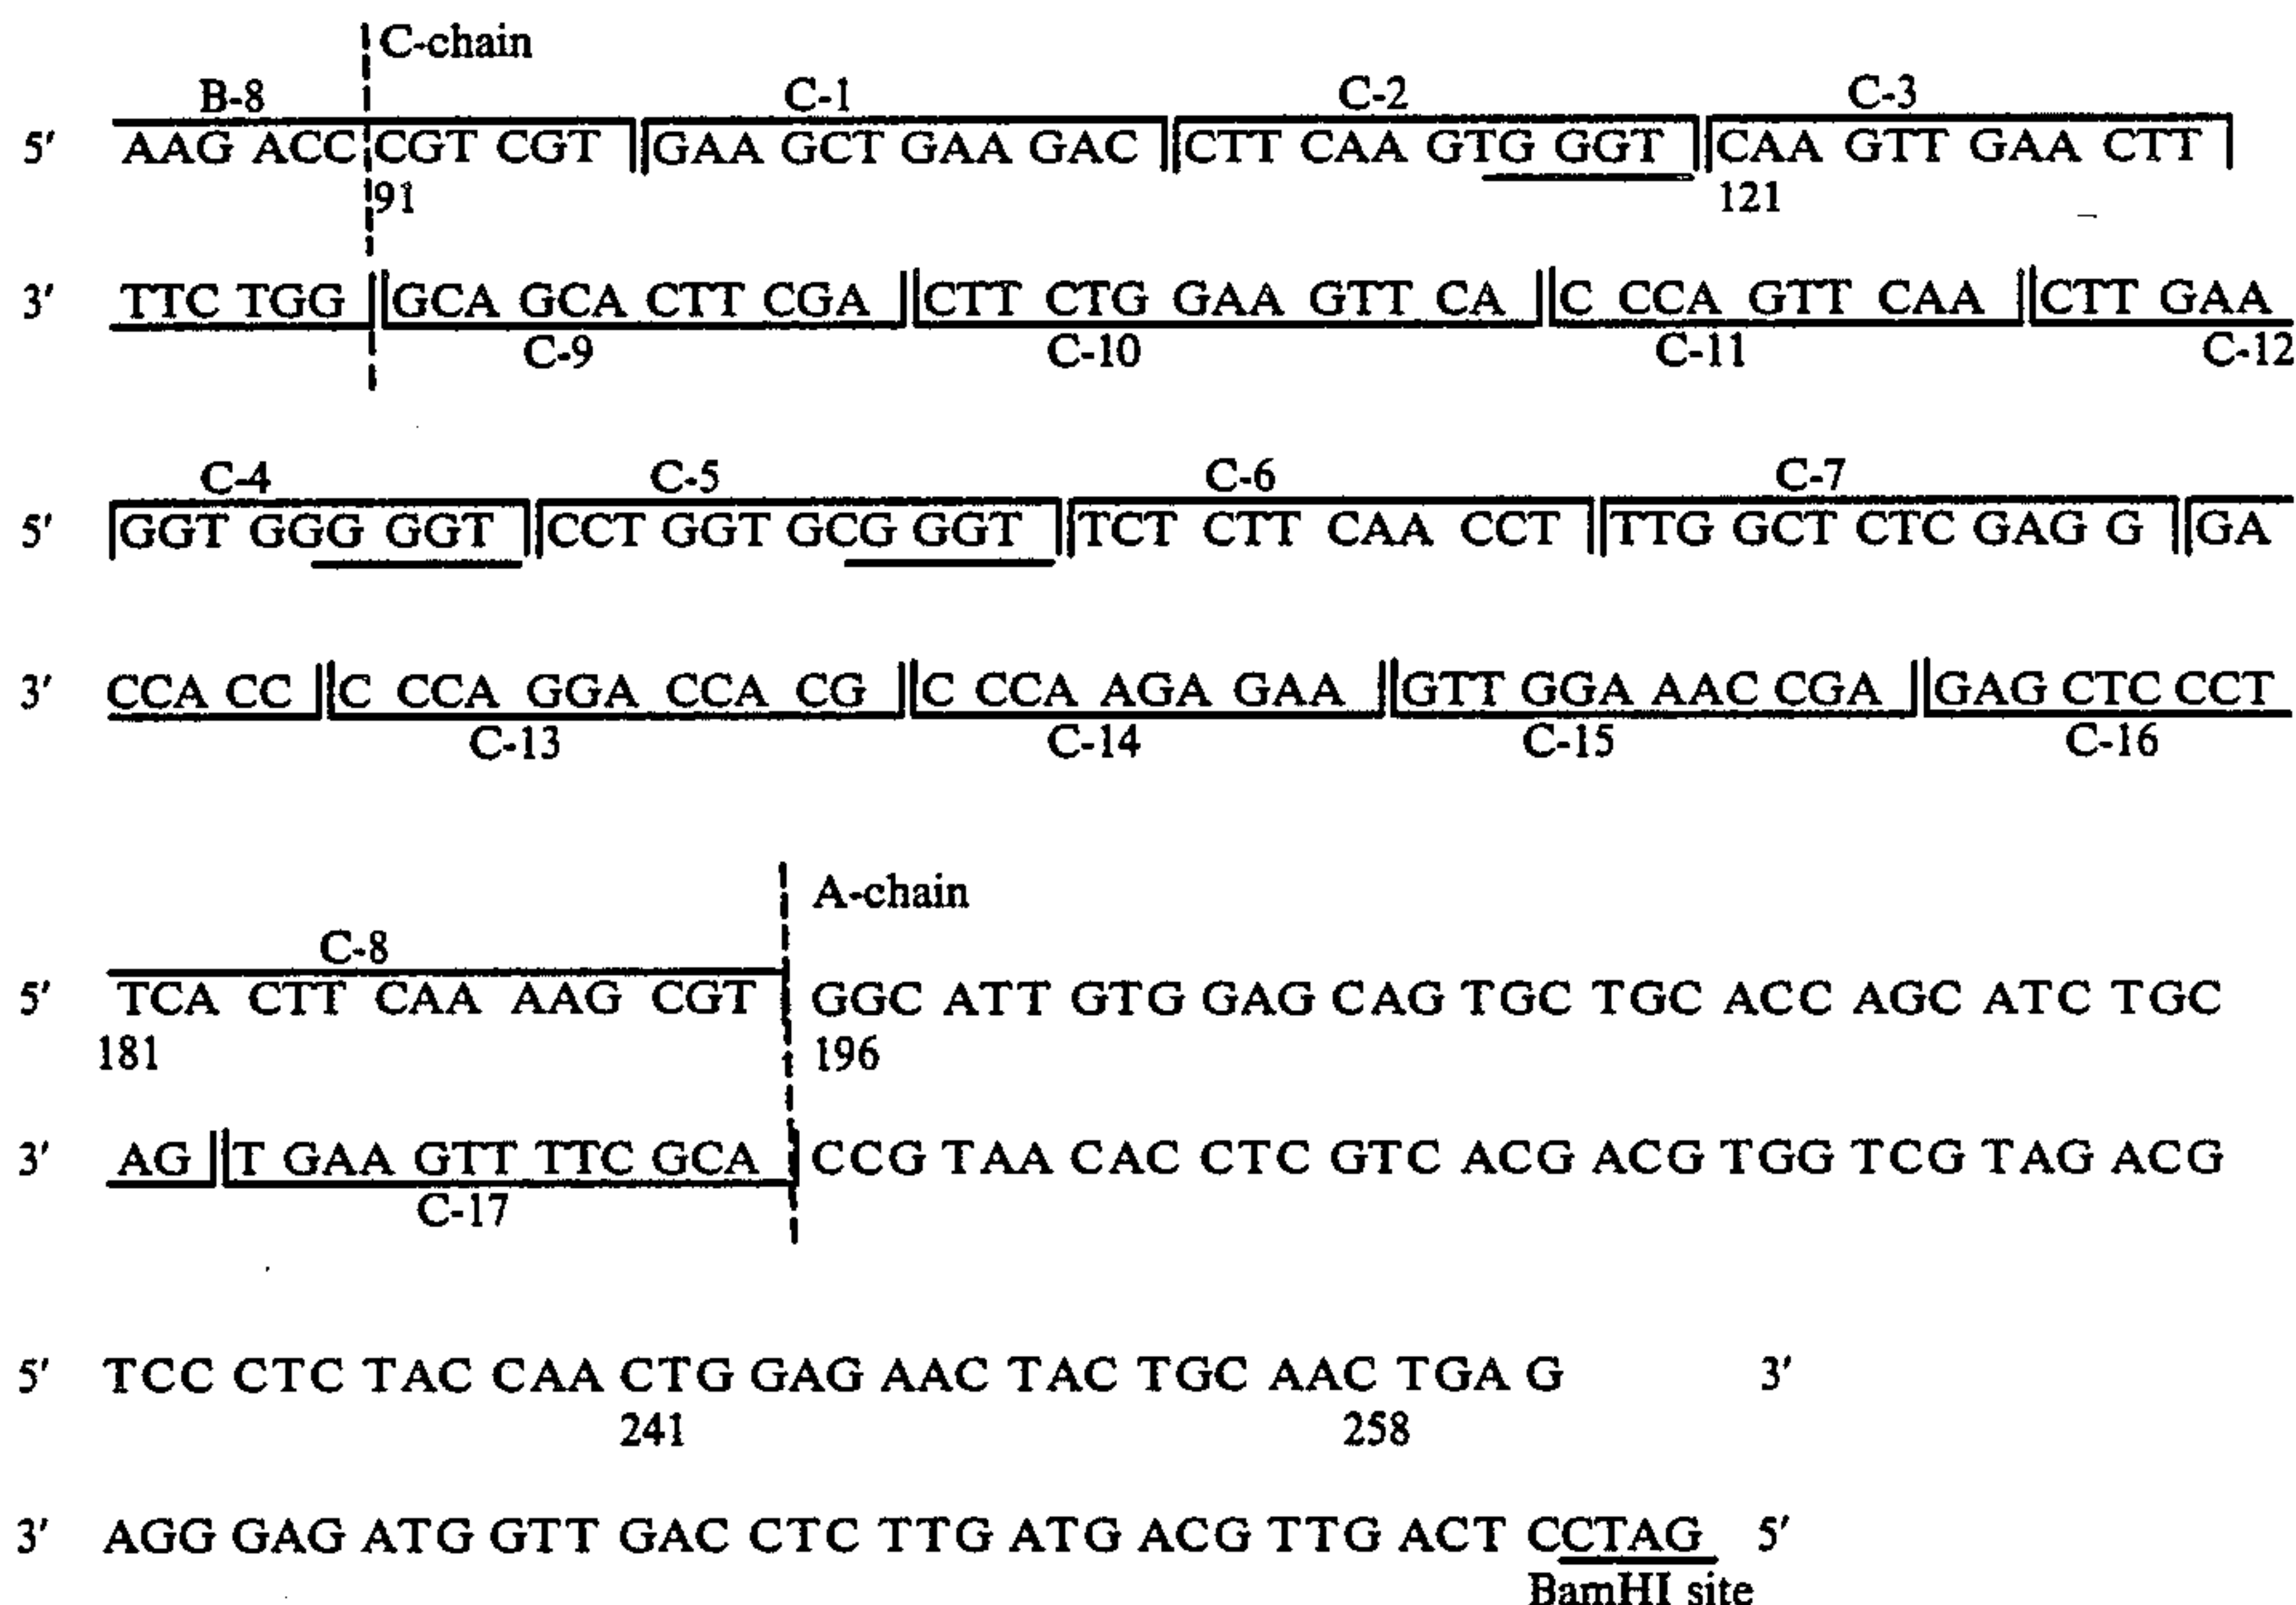 C-chain
B-8 C-1 C-2 C-3
5′ AAG ACC CGT CGT GAA GCT GAA GAC CTT CAA GTG GGT CAA GTT GAA CTT
91 121
3′ TTC TGG GCA GCA CTT CGA CTT CTG GAA GTT CA C CCA GTT CAA CTT GAA
C-9 C-10 C-11 C-12
C-4 C-5 C-6 C-7
5′ GGT GGG GGT CCT GGT GCG GGT TCT CTT CAA CCT TTG GCT CTC GAG G GA
3′ CCA CC C CCA GGA CCA CG C CCA AGA GAA GTT GGA AAC CGA GAG CTC CCT
C-13 C-14 C-15 C-16
A-chain
C-8
5′ TCA CTT CAA AAG CGT GGC ATT GTG GAG CAG TGC TGC ACC AGC ATC TGC
181 196
3′ AG T GAA GTT TTC GCA CCG TAA CAC CTC GTC ACG ACG TGG TCG TAG ACG
C-17
5′ TCC CTC TAC CAA CTG GAG AAC TAC TGC AAC TGA G 3′
241 258
3′ AGG GAG ATG GTT GAC CTC TTG ATG ACG TTG ACT CCTAG 5′
BamHI site